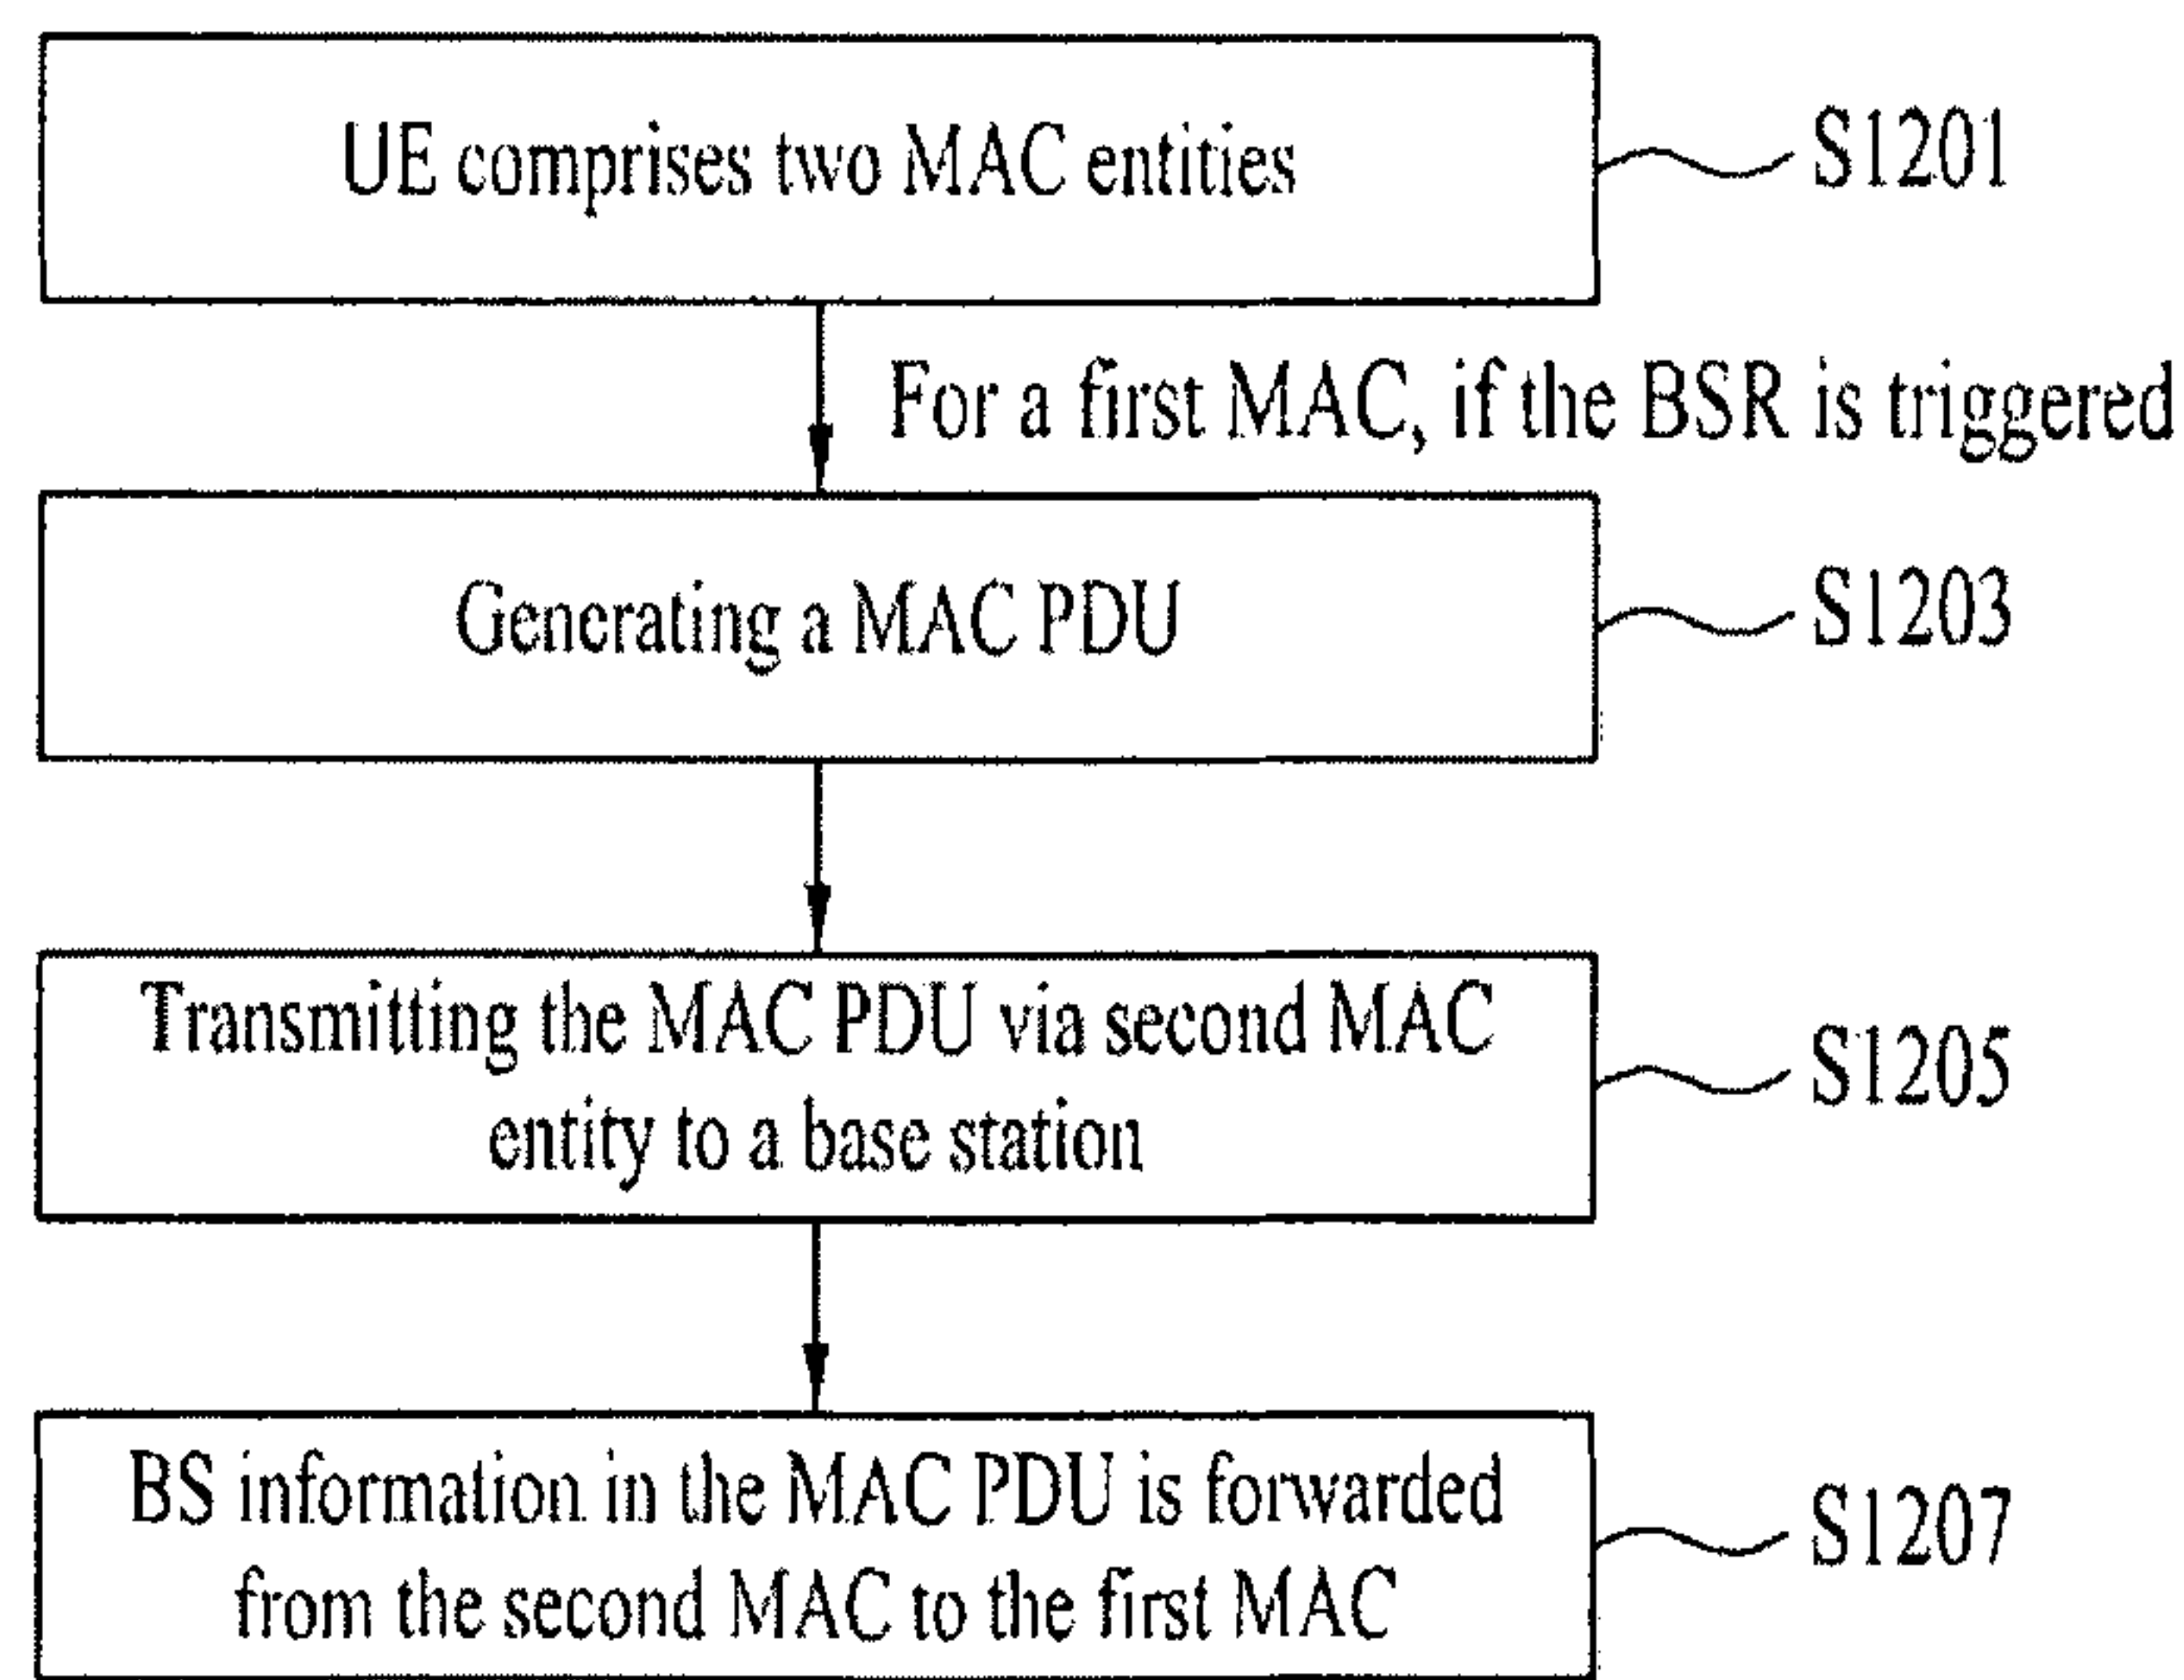 UE comprises two MAC entities
S1201
For a first MAC, if the BSR is triggered
Generating a MAC PDU
S1203
Transmitting the MAC PDU via second MAC
entity to a base station
S1205
BS information in the MAC PDU is forwarded
from the second MAC to the first MAC
S1207